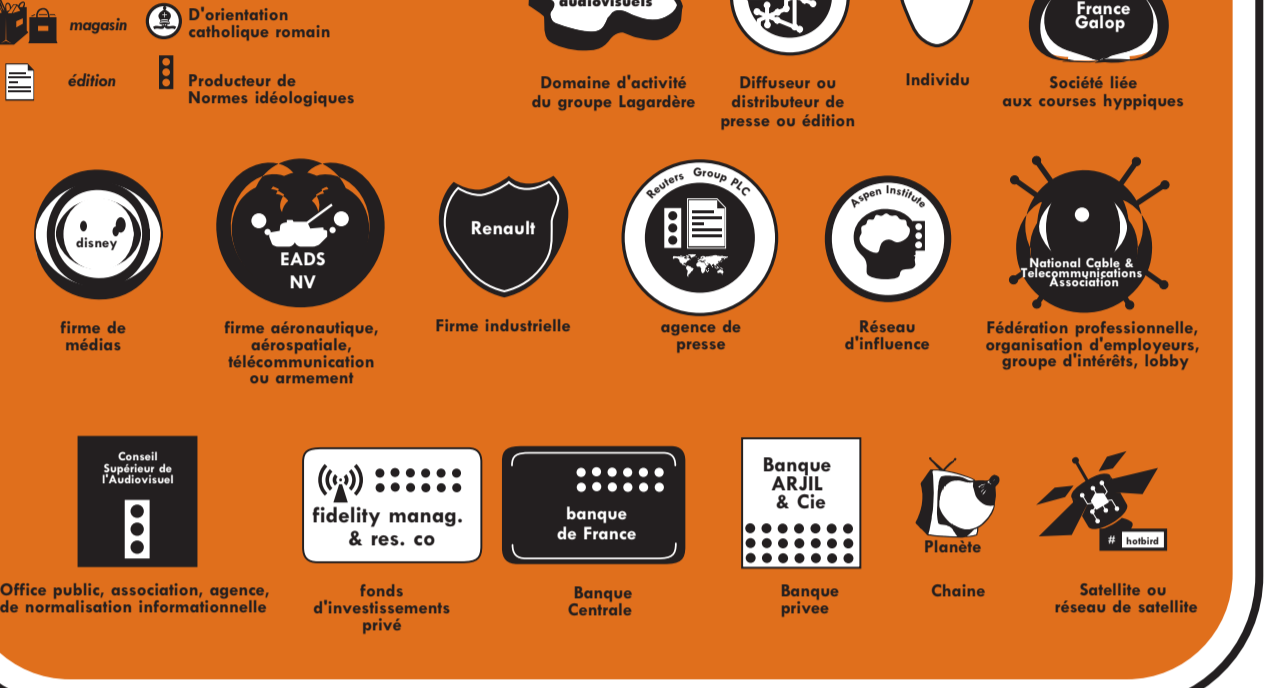 magasin
D'orientation
catholique romain
édition
Producteur de
Normes idéologiques
audiovisuels
Domaine d'activité
du groupe Lagardère
Diffuseur ou
distributeur de
presse ou édition
Individu
France
Galop
Société liée
aux courses hyppiques
disney
firme de
médias
EADS
NV
firme aéronautique,
aérospatiale,
télécommunication
ou armement
Renault
Firme industrielle
Reuters Group PLC
agence de
presse
Aspen Institute
Réseau
d'influence
National Cable &
Telecommunications
Association
Fédération professionnelle,
organisation d'employeurs,
groupe d'intérêts, lobby
Conseil
Supérieur de
l'Audiovisuel
Office public, association, agence,
de normalisation informationnelle
fidelity manag.
& res. co
fonds
d'investissements
privé
banque
de France
Banque
Centrale
Banque
ARJIL
& Cie
Banque
privee
Planète
Chaine
# hotbird
Satellite ou
réseau de satellite